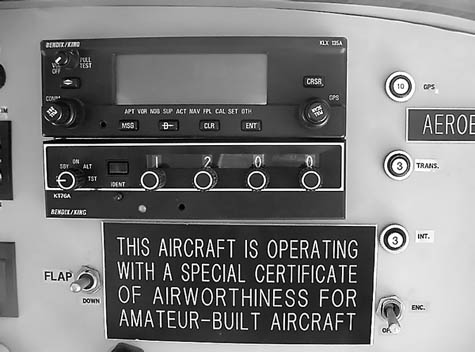 BENDIX/KING KLX 135A
PULL
TEST
OFF
CRSR
10 GPS
COMM GPS
APT VOR NDB SUP ACT NAV FPL CAL SET OTH
MSG CLR ENT
AEROB
1 2 0 0
ON
SBY ALT
TST
IDENT
3 TRANS.
KT76A
BENDIX/KING
3 INT.
THIS AIRCRAFT IS OPERATING
WITH A SPECIAL CERTIFICATE
OF AIRWORTHINESS FOR
AMATEUR-BUILT AIRCRAFT
FLAP
DOWN
ENC.